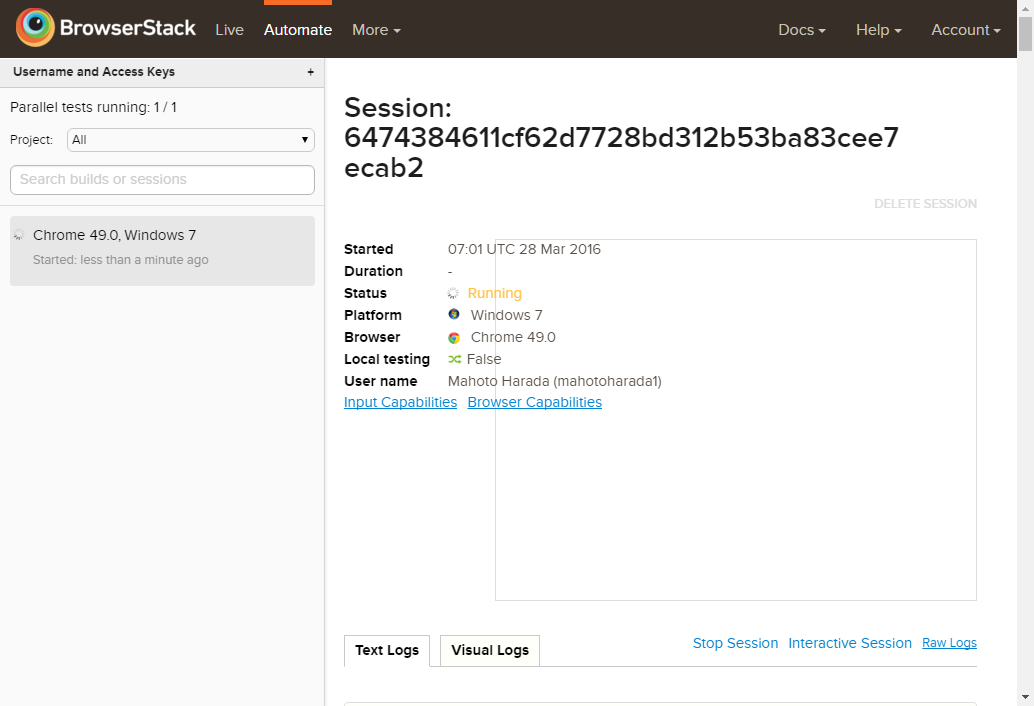 BrowserStack Live Automate More Docs Help Account
Username and Access Keys +
Parallel tests running: 1 / 1
Project: All
Search builds or sessions
Chrome 49.0, Windows 7
Started: less than a minute ago
Session:
6474384611cf62d7728bd312b53ba83cee7
ecab2
DELETE SESSION
Started 07:01 UTC 28 Mar 2016
Duration -
Status Running
Platform Windows 7
Browser Chrome 49.0
Local testing False
User name Mahoto Harada (mahotoharada1)
Input Capabilities Browser Capabilities
Text Logs Visual Logs Stop Session Interactive Session Raw Logs